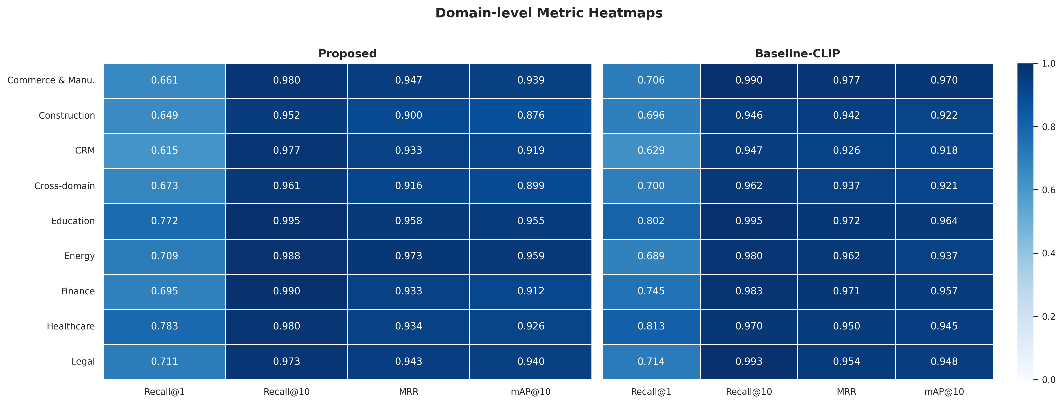 Domain-level Metric Heatmaps
Proposed Baseline-CLIP
Commerce & Manu. 0.661 0.980 0.947 0.939 0.706 0.990 0.977 0.970
Construction 0.649 0.952 0.900 0.876 0.696 0.946 0.942 0.922
CRM 0.615 0.977 0.933 0.919 0.629 0.947 0.926 0.918
Cross-domain 0.673 0.961 0.916 0.899 0.700 0.962 0.937 0.921
Education 0.772 0.995 0.958 0.955 0.802 0.995 0.972 0.964
Energy 0.709 0.988 0.973 0.959 0.689 0.980 0.962 0.937
Finance 0.695 0.990 0.933 0.912 0.745 0.983 0.971 0.957
Healthcare 0.783 0.980 0.934 0.926 0.813 0.970 0.950 0.945
Legal 0.711 0.973 0.943 0.940 0.714 0.993 0.954 0.948
Recall@1 Recall@10 MRR mAP@10 Recall@1 Recall@10 MRR mAP@10
1.0
0.8
0.6
0.4
0.2
0.0